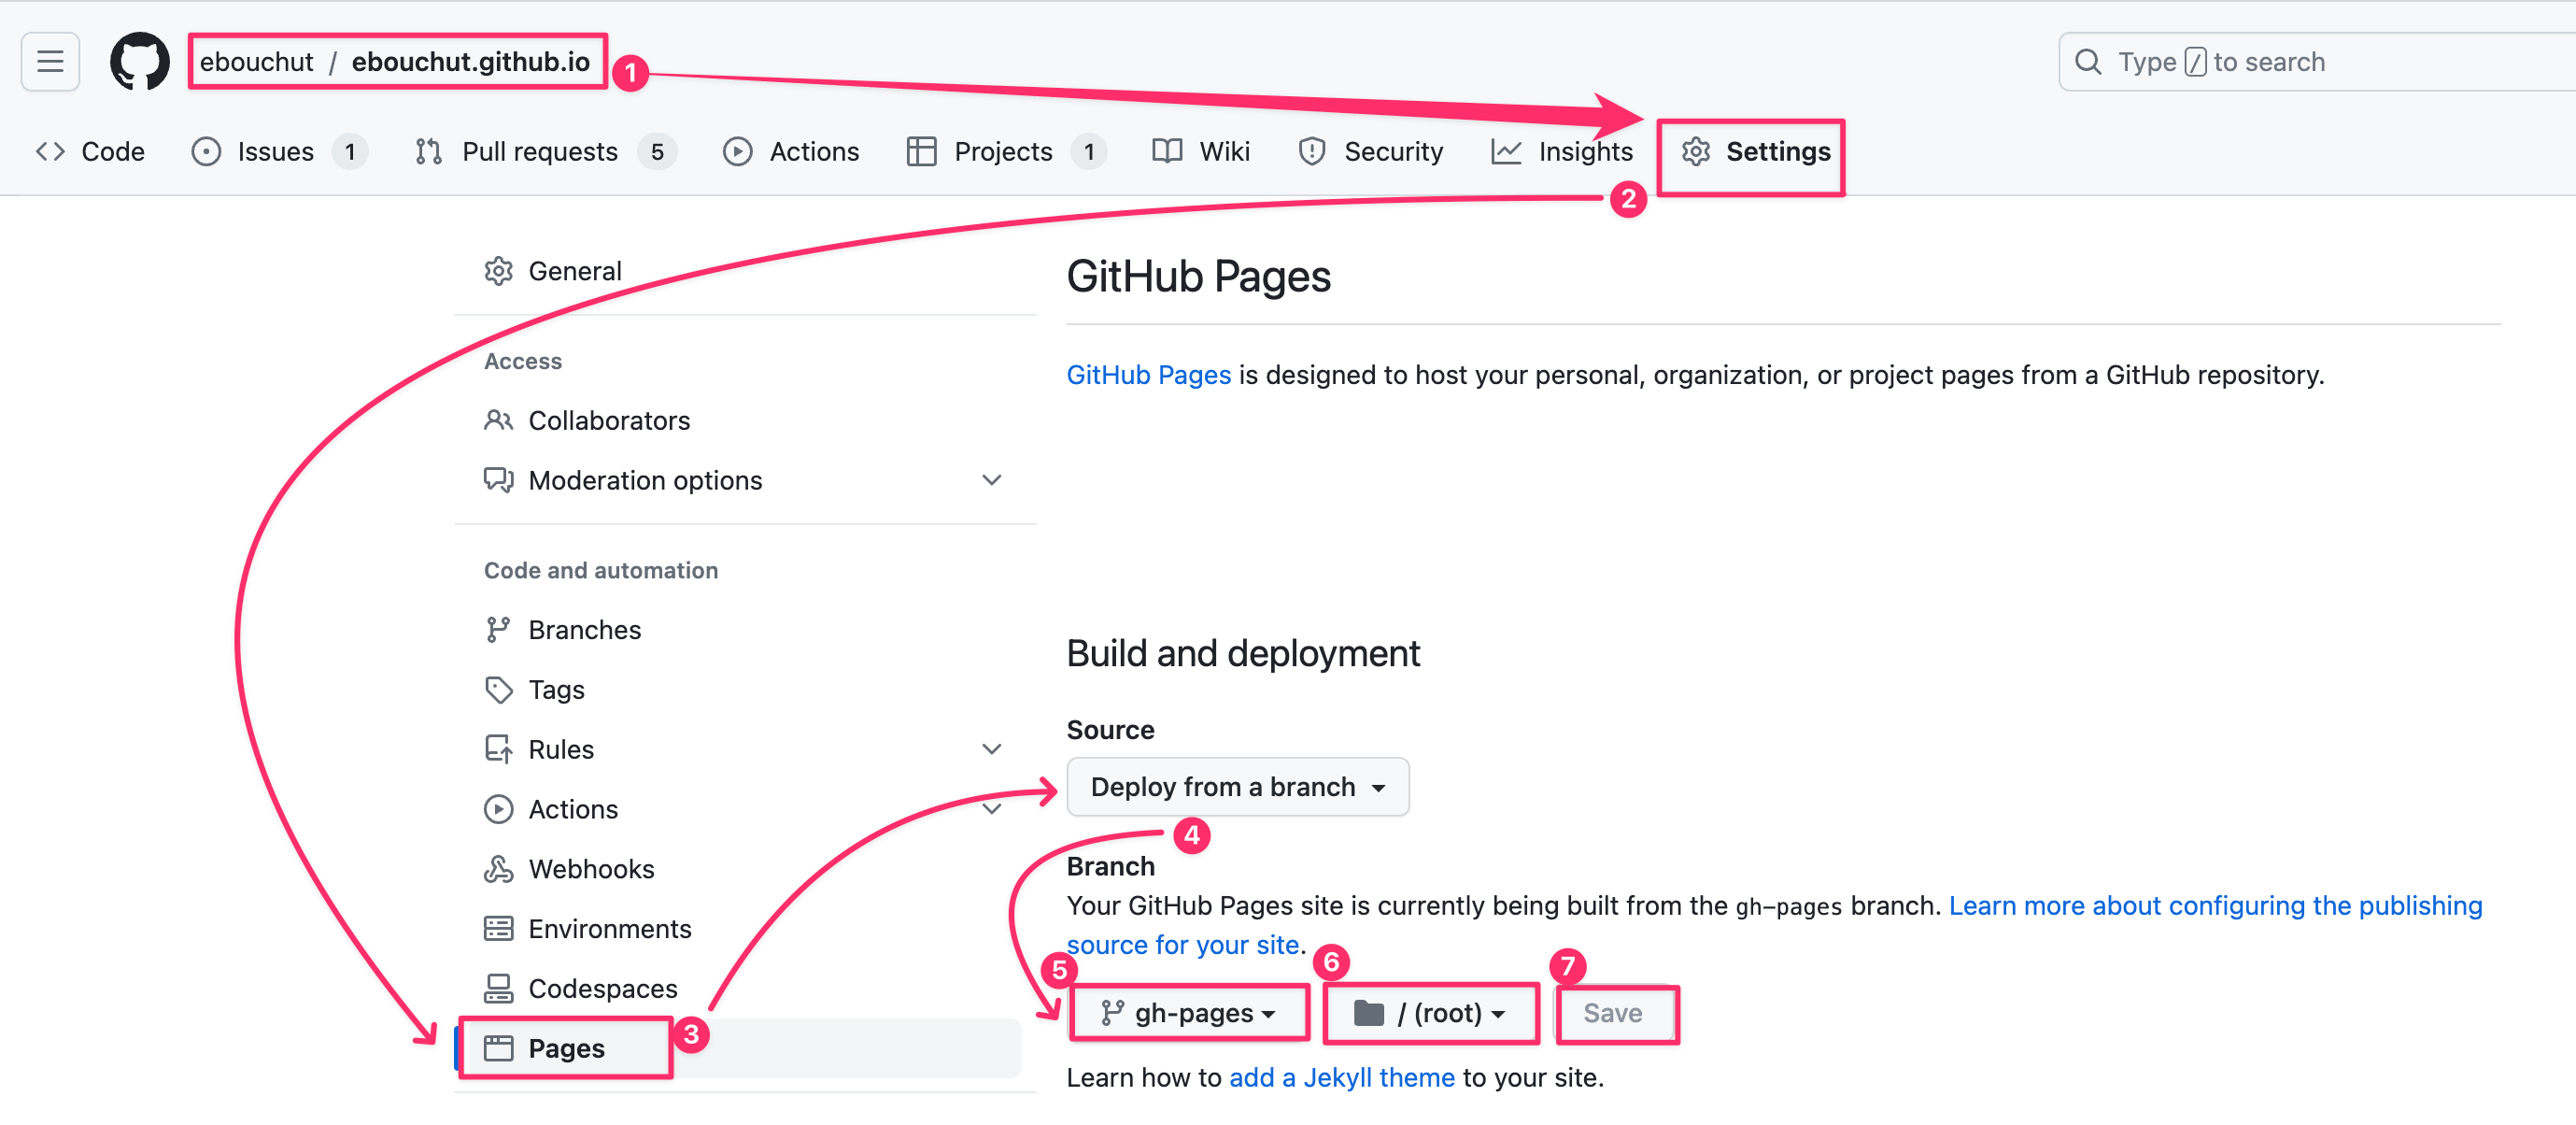 ebouchut / ebouchut.github.io
1
Type / to search
Code
Issues 1
Pull requests 5
Actions
Projects 1
Wiki
Security
Insights
Settings
2
General
Access
Collaborators
Moderation options
Code and automation
Branches
Tags
Rules
Actions
Webhooks
Environments
Codespaces
Pages
3
GitHub Pages
GitHub Pages is designed to host your personal, organization, or project pages from a GitHub repository.
Build and deployment
Source
Deploy from a branch
4
Branch
Your GitHub Pages site is currently being built from the gh-pages branch. Learn more about configuring the publishing
source for your site.
5
6
7
gh-pages
/ (root)
Save
Learn how to add a Jekyll theme to your site.